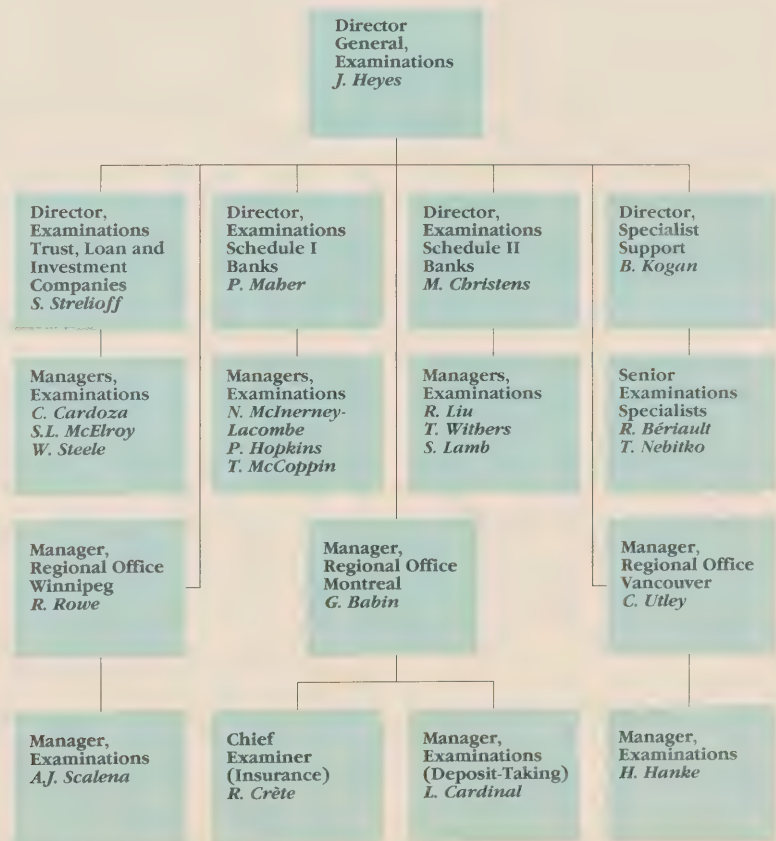 Director
General,
Examinations
J. Heyes
Director,
Examinations
Trust, Loan and
Investment
Companies
S. Strelioff
Director,
Examinations
Schedule I
Banks
P. Maher
Director,
Examinations
Schedule II
Banks
M. Christens
Director,
Specialist
Support
B. Kogan
Managers,
Examinations
C. Cardoza
S.L. McElroy
W. Steele
Managers,
Examinations
N. McInerney-
Lacombe
P. Hopkins
T. McCoppin
Managers,
Examinations
R. Liu
T. Withers
S. Lamb
Senior
Examinations
Specialists
R. Bériault
T. Nebitko
Manager,
Regional Office
Winnipeg
R. Rowe
Manager,
Regional Office
Montreal
G. Babin
Manager,
Regional Office
Vancouver
C. Utley
Manager,
Examinations
A.J. Scalena
Chief
Examiner
(Insurance)
R. Crète
Manager,
Examinations
(Deposit-Taking)
L. Cardinal
Manager,
Examinations
H. Hanke